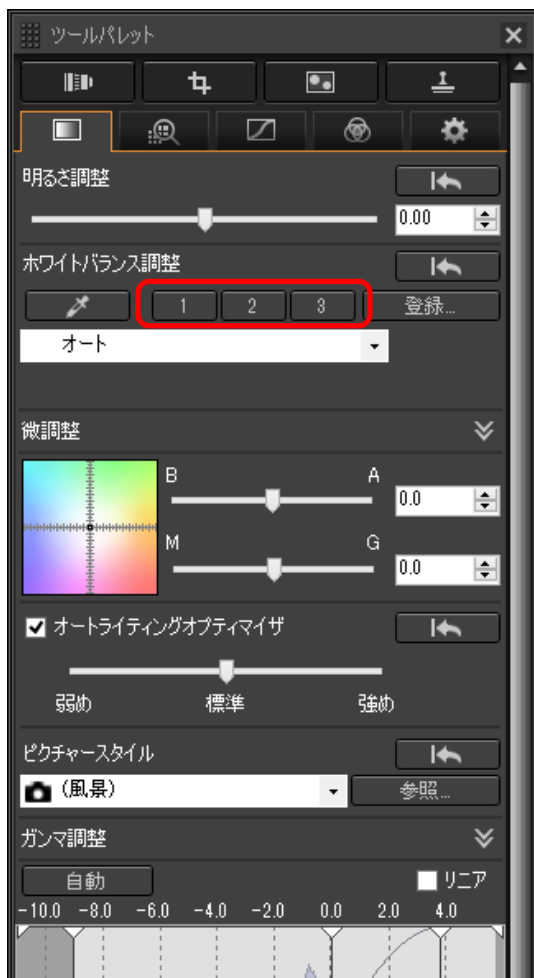 ツールパレット
明るさ調整
0.00
ホワイトバランス調整
1 2 3 登録...
オート
微調整
B A
0.0
M G
0.0
オートライティングオプティマイザ
弱め 標準 強め
ピクチャースタイル
(風景) 参照...
ガンマ調整
自動 リニア
-10.0 -8.0 -6.0 -4.0 -2.0 0.0 2.0 4.0